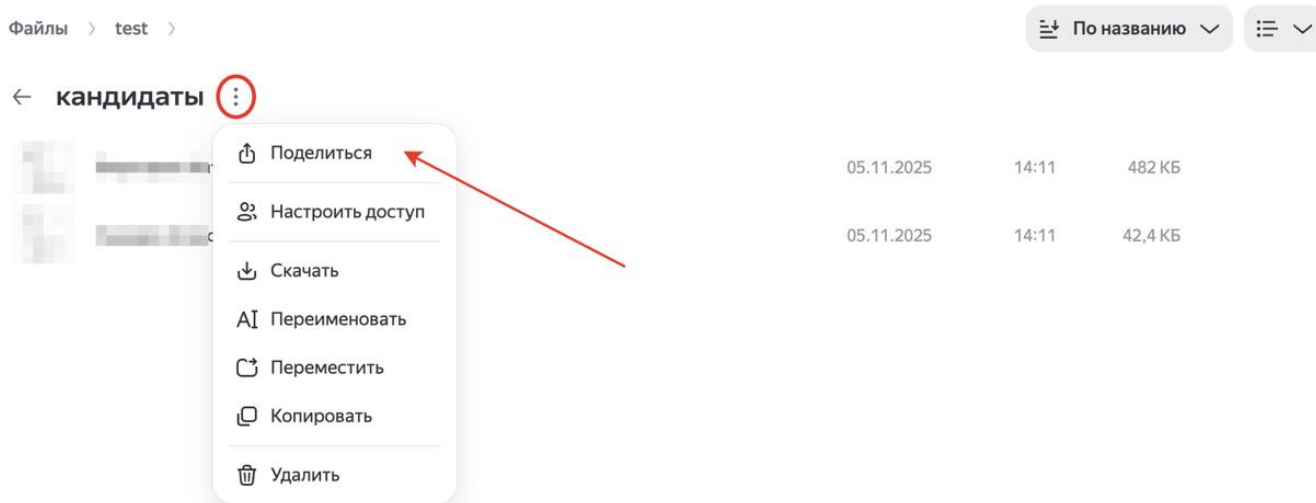 Файлы > test >
По названию
кандидаты
Поделиться
05.11.2025 14:11 482 КБ
Настроить доступ
05.11.2025 14:11 42,4 КБ
Скачать
Переименовать
Переместить
Копировать
Удалить